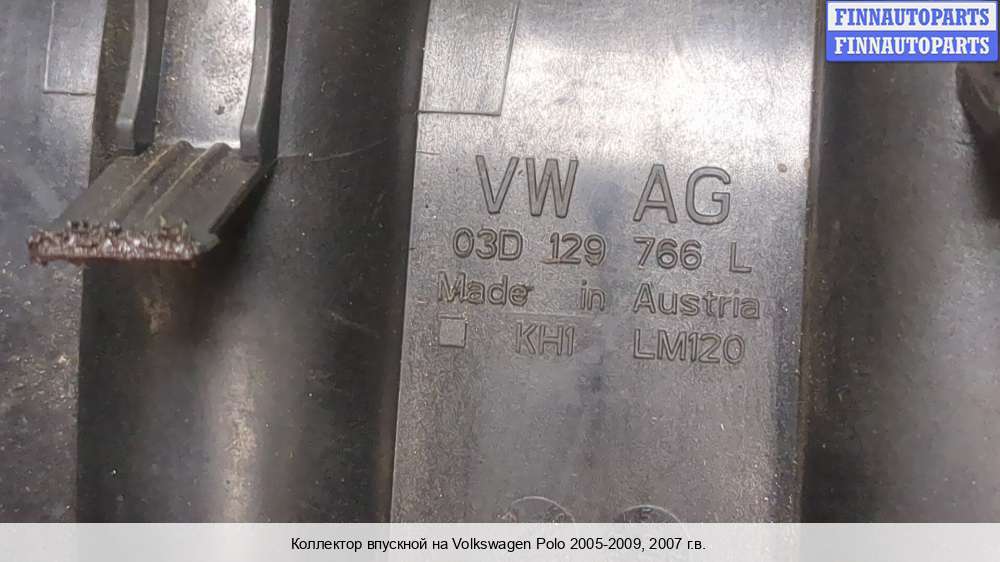 FINNAUTOPARTS
FINNAUTOPARTS
VW AG
03D 129 766 L
Made in Austria
KH1 LM120
Коллектор впускной на Volkswagen Polo 2005-2009, 2007 г.в.